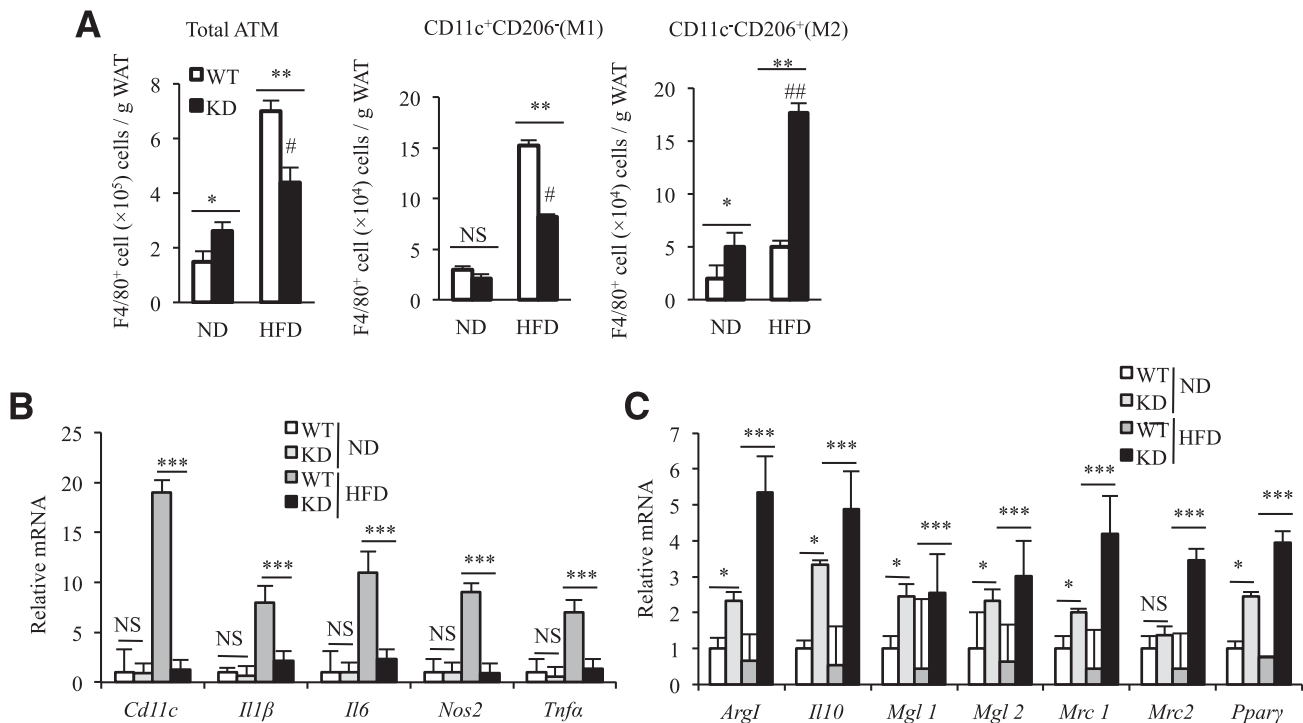 A
Total ATM
CD11c⁺CD206⁻(M1)
CD11c⁻CD206⁺(M2)
F4/80⁺ cell (×10⁵) cells / g WAT
8
6
4
2
0
WT
KD
*
**
#
ND
HFD
F4/80⁺ cell (×10⁴) cells / g WAT
20
15
10
5
0
NS
**
#
ND
HFD
F4/80⁺ cell (×10⁴) cells / g WAT
20
15
10
5
0
*
**
##
ND
HFD
B
Relative mRNA
25
20
15
10
5
0
WT
KD
ND
WT
KD
HFD
NS
***
NS
***
NS
***
NS
***
NS
***
Cd11c
Il1β
Il6
Nos2
Tnfα
C
Relative mRNA
7
6
5
4
3
2
1
0
WT
KD
ND
WT
KD
HFD
*
***
*
***
*
***
*
***
*
***
NS
***
*
***
ArgI
Il10
Mgl 1
Mgl 2
Mrc 1
Mrc2
Pparγ